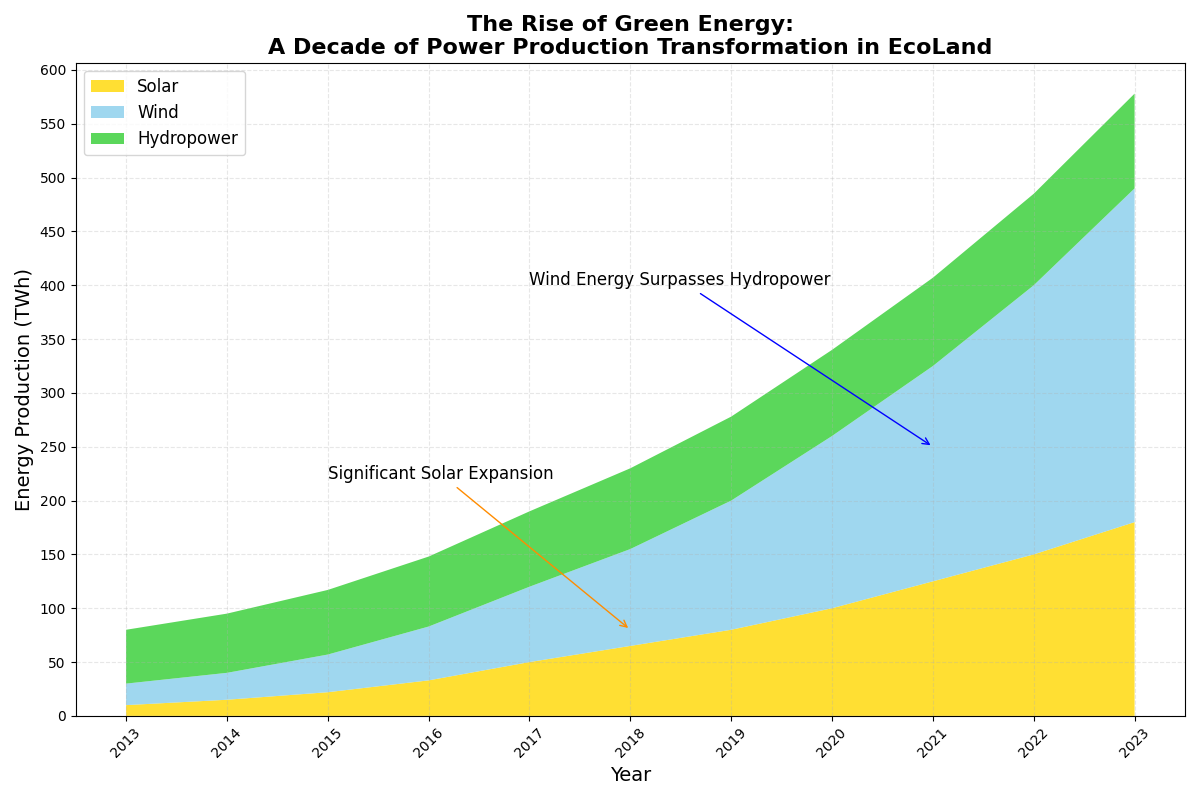 The Rise of Green Energy:
A Decade of Power Production Transformation in EcoLand
Solar
Wind
Hydropower
Energy Production (TWh)
600
550
500
450
400
350
300
250
200
150
100
50
0
Wind Energy Surpasses Hydropower
Significant Solar Expansion
2013
2014
2015
2016
2017
2018
2019
2020
2021
2022
2023
Year